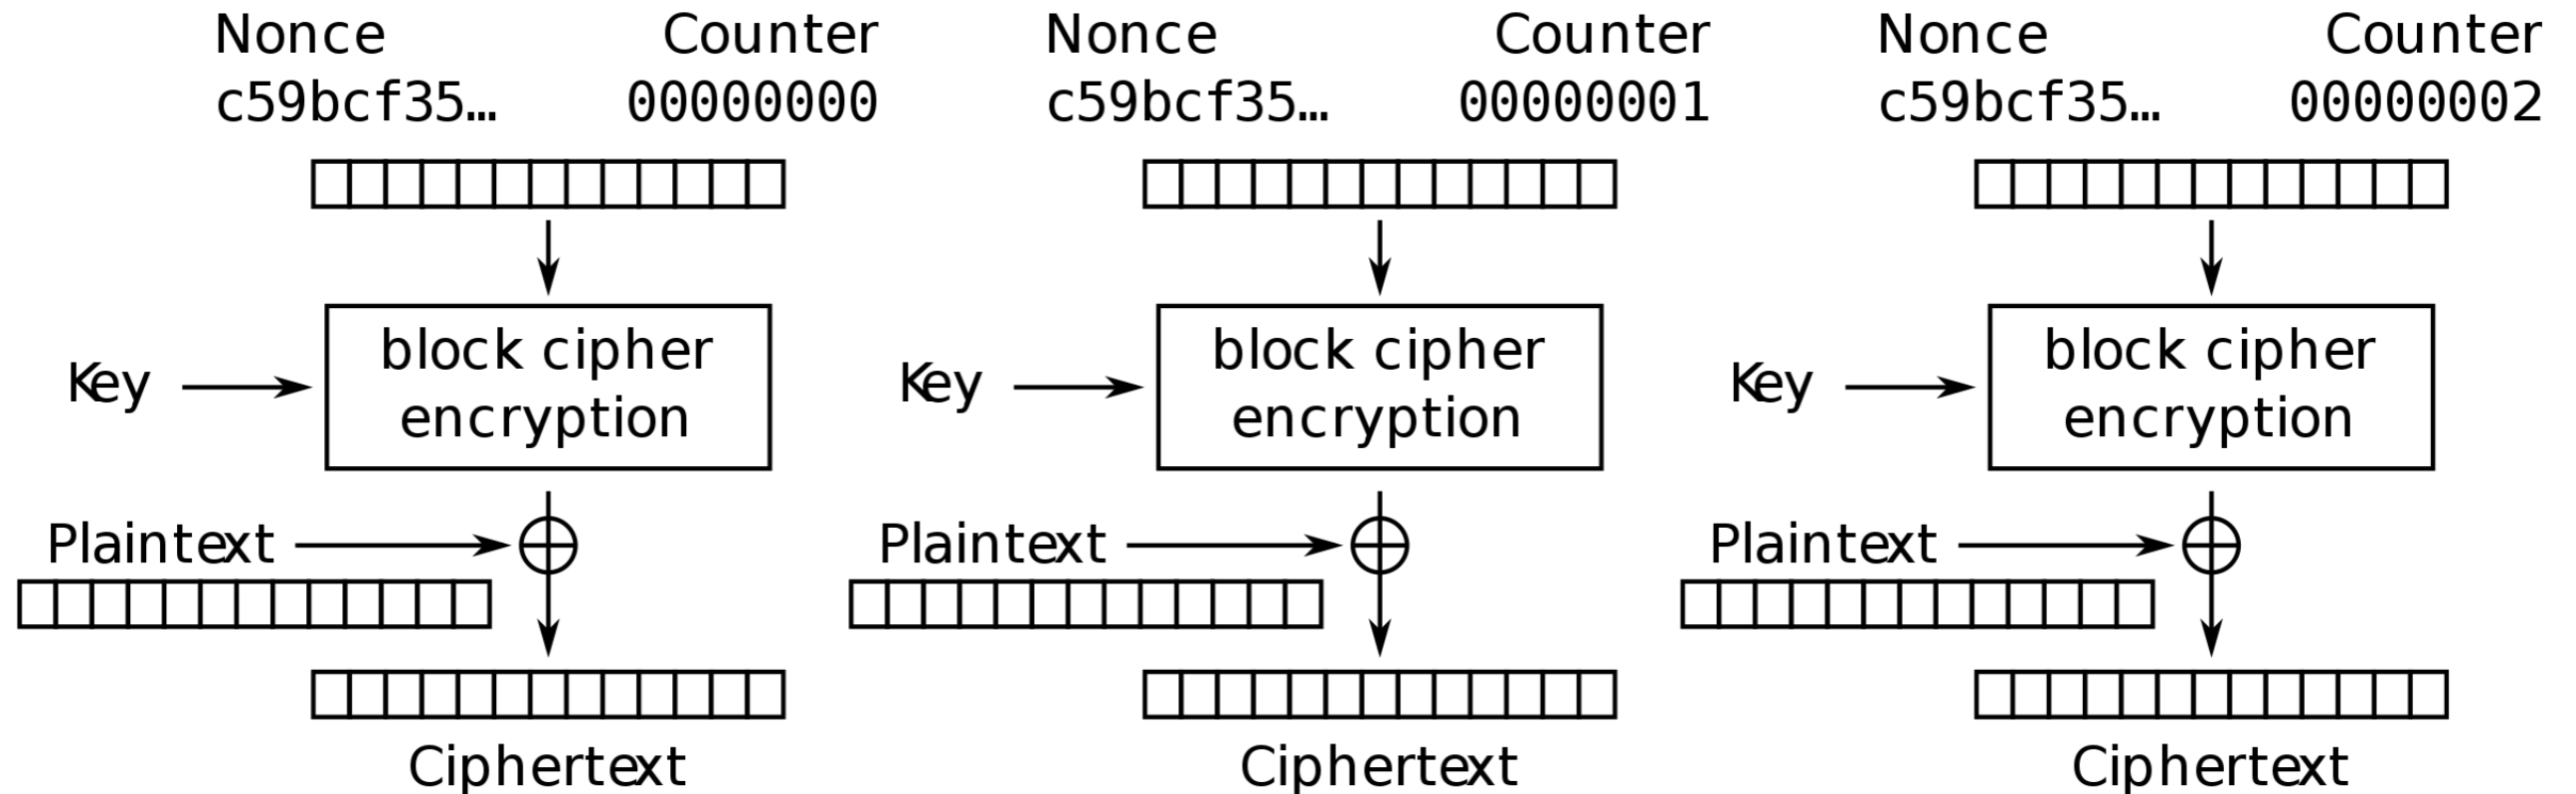 Nonce Counter Nonce Counter Nonce Counter
c59bcf35… 00000000 c59bcf35… 00000001 c59bcf35… 00000002
block cipher block cipher block cipher
Key Key Key
encryption encryption encryption
Plaintext Plaintext Plaintext
Ciphertext Ciphertext Ciphertext